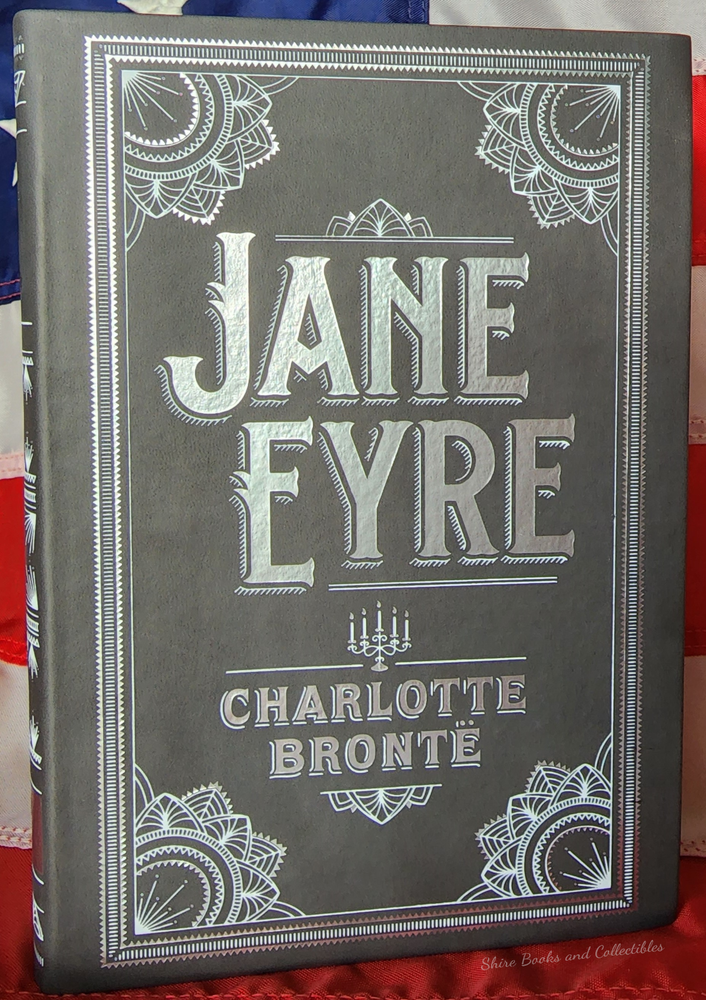 JANE
EYRE
CHARLOTTE
BRONTË
Shire Books and Collectibles